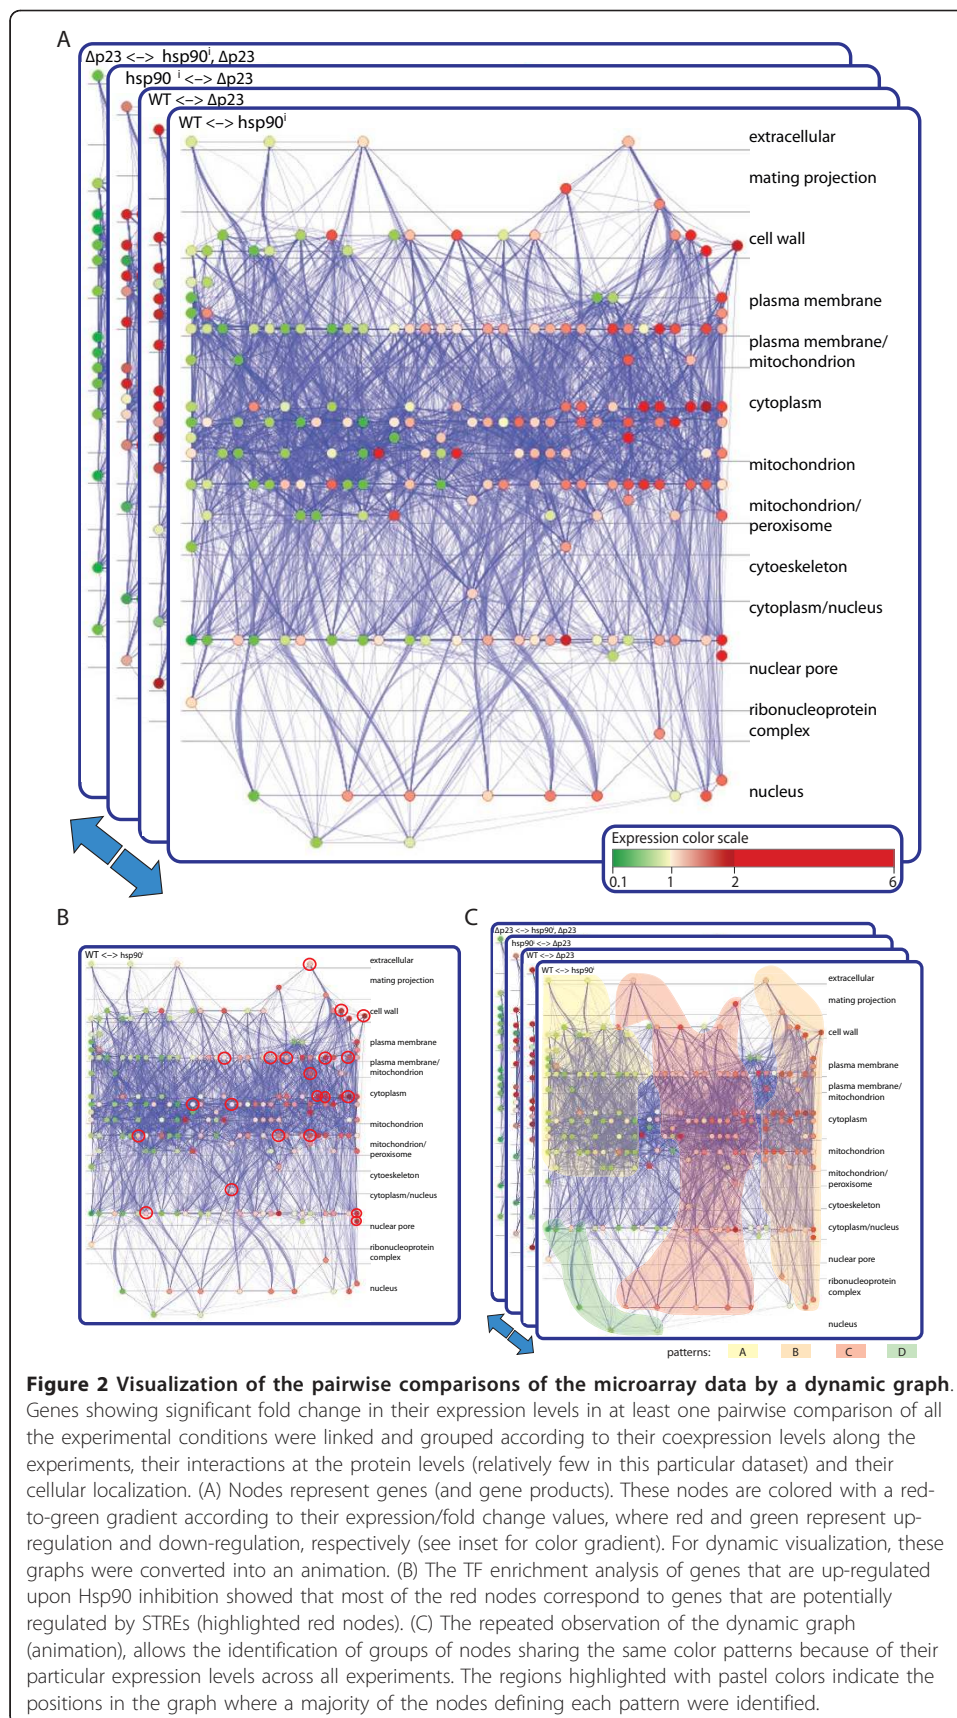 A
Δp23 <–> hsp90i, Δp23
hsp90 i <–> Δp23
WT <–> Δp23
WT <–> hsp90i
extracellular
mating projection
cell wall
plasma membrane
plasma membrane/
mitochondrion
cytoplasm
mitochondrion
mitochondrion/
peroxisome
cytoeskeleton
cytoplasm/nucleus
nuclear pore
ribonucleoprotein
complex
nucleus
Expression color scale
0.1 1 2 6
B
WT <–> hsp90i
extracellular
mating projection
cell wall
plasma membrane
plasma membrane/
mitochondrion
cytoplasm
mitochondrion
mitochondrion/
peroxisome
cytoeskeleton
cytoplasm/nucleus
nuclear pore
ribonucleoprotein
complex
nucleus
C
Δp23 <–> hsp90i, Δp23
hsp90i <–> Δp23
WT <–> Δp23
WT <–> hsp90i
extracellular
mating projection
cell wall
plasma membrane
plasma membrane/
mitochondrion
cytoplasm
mitochondrion
mitochondrion/
peroxisome
cytoeskeleton
cytoplasm/nucleus
nuclear pore
ribonucleoprotein
complex
nucleus
patterns: A B C D
Figure 2 Visualization of the pairwise comparisons of the microarray data by a dynamic graph.
Genes showing significant fold change in their expression levels in at least one pairwise comparison of all
the experimental conditions were linked and grouped according to their coexpression levels along the
experiments, their interactions at the protein levels (relatively few in this particular dataset) and their
cellular localization. (A) Nodes represent genes (and gene products). These nodes are colored with a red-
to-green gradient according to their expression/fold change values, where red and green represent up-
regulation and down-regulation, respectively (see inset for color gradient). For dynamic visualization, these
graphs were converted into an animation. (B) The TF enrichment analysis of genes that are up-regulated
upon Hsp90 inhibition showed that most of the red nodes correspond to genes that are potentially
regulated by STREs (highlighted red nodes). (C) The repeated observation of the dynamic graph
(animation), allows the identification of groups of nodes sharing the same color patterns because of their
particular expression levels across all experiments. The regions highlighted with pastel colors indicate the
positions in the graph where a majority of the nodes defining each pattern were identified.